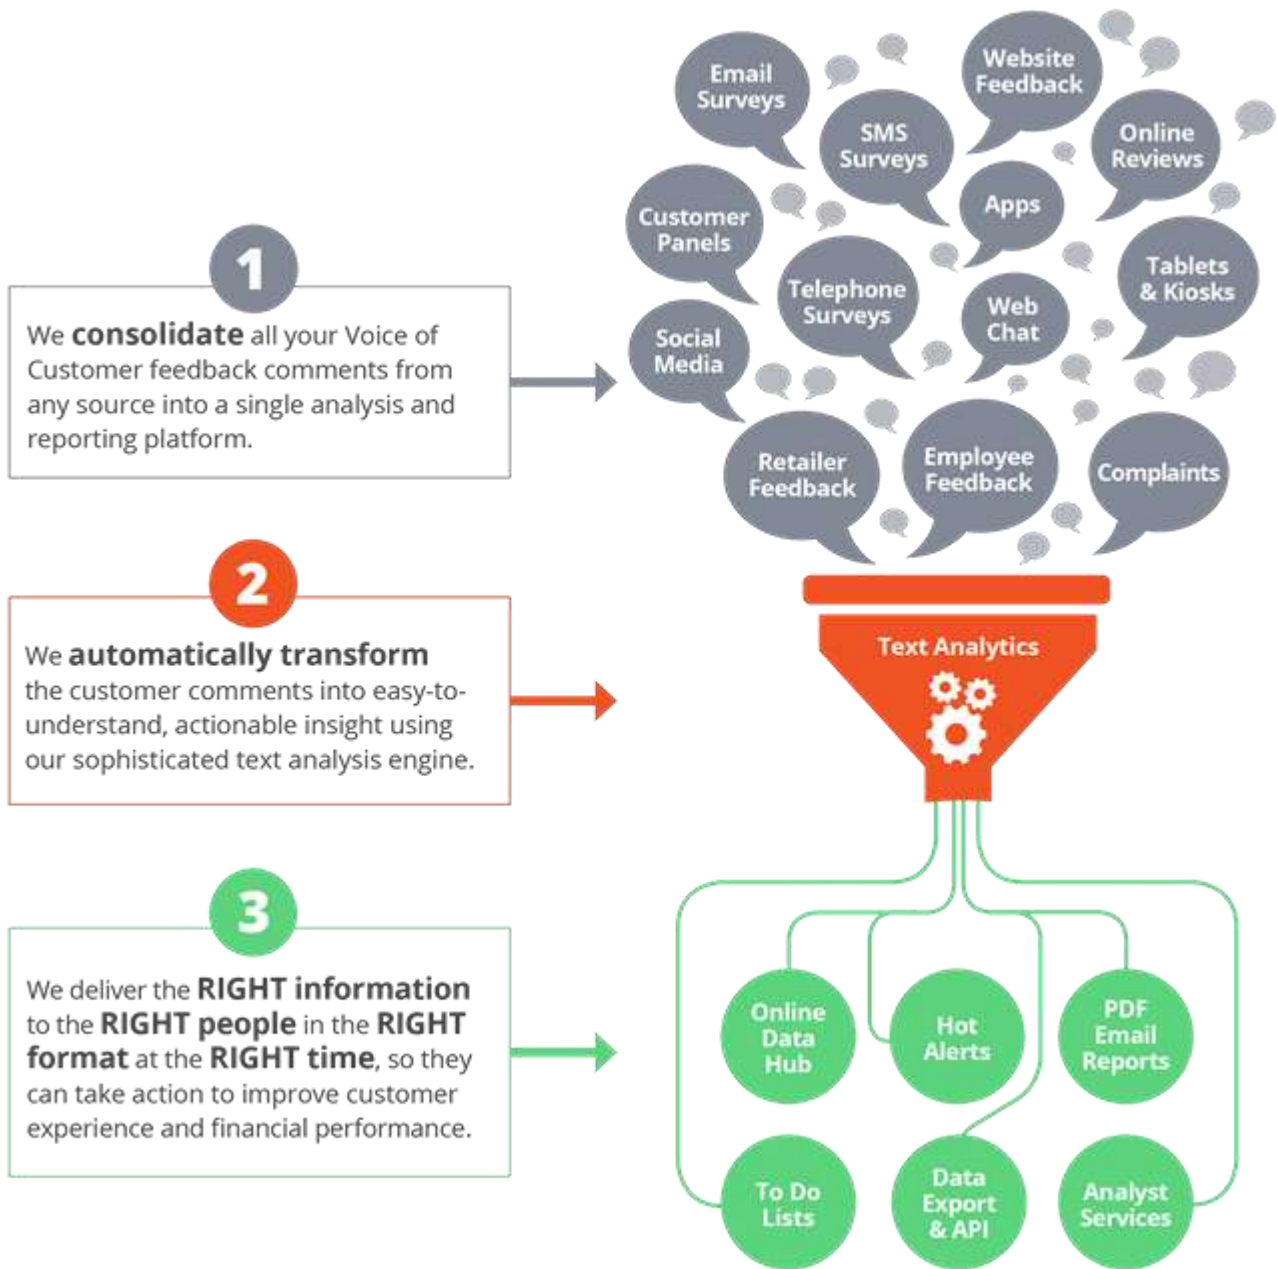 Email
Surveys
Website
Feedback
SMS
Surveys
Online
Reviews
Customer
Panels
Apps
Telephone
Surveys
Tablets
& Kiosks
Web
Chat
Social
Media
Retailer
Feedback
Employee
Feedback
Complaints
1
We consolidate all your Voice of
Customer feedback comments from
any source into a single analysis and
reporting platform.
2
We automatically transform
the customer comments into easy-to-
understand, actionable insight using
our sophisticated text analysis engine.
Text Analytics
3
We deliver the RIGHT information
to the RIGHT people in the RIGHT
format at the RIGHT time, so they
can take action to improve customer
experience and financial performance.
Online
Data
Hub
Hot
Alerts
PDF
Email
Reports
To Do
Lists
Data
Export
& API
Analyst
Services